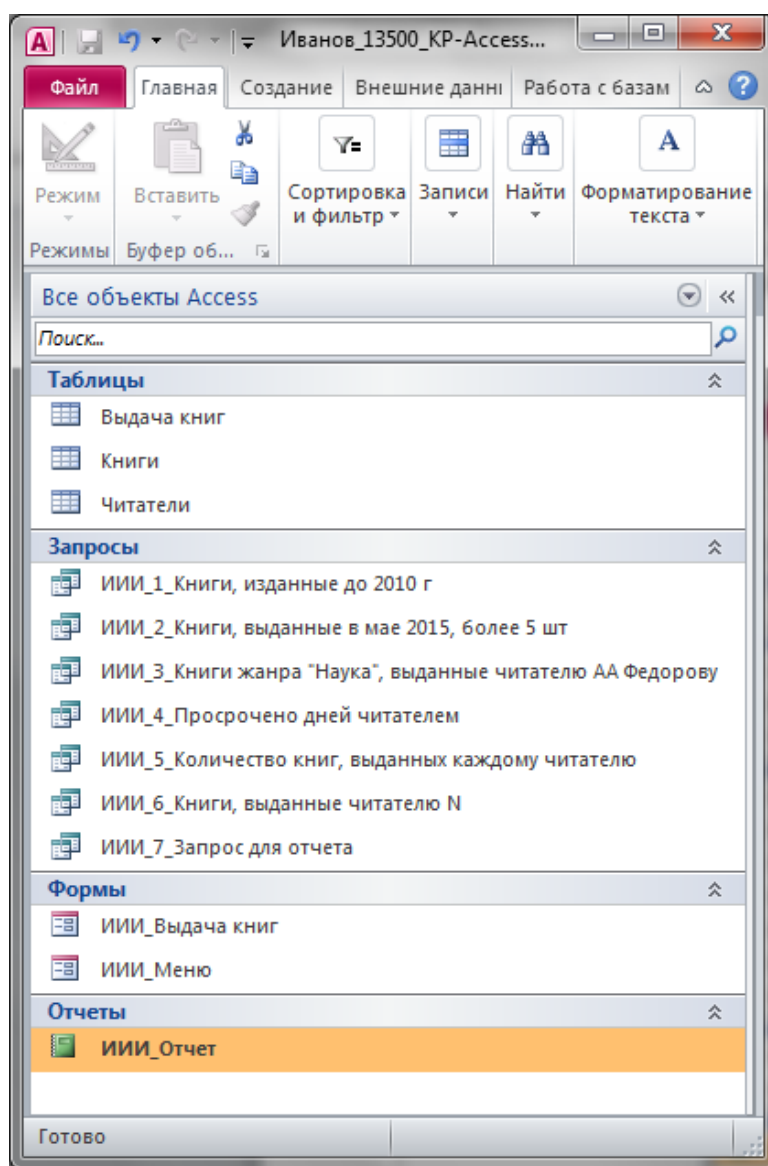 Иванов_13500_KP-Access...
Файл Главная Создание Внешние данны Работа с базам
Режим Вставить Сортировка и фильтр Записи Найти Форматирование текста
Режимы Буфер об...
Все объекты Access
Поиск...
Таблицы
Выдача книг
Книги
Читатели
Запросы
ИИИ_1_Книги, изданные до 2010 г
ИИИ_2_Книги, выданные в мае 2015, более 5 шт
ИИИ_3_Книги жанра "Наука", выданные читателю АА Федорову
ИИИ_4_Просрочено дней читателем
ИИИ_5_Количество книг, выданных каждому читателю
ИИИ_6_Книги, выданные читателю N
ИИИ_7_Запрос для отчета
Формы
ИИИ_Выдача книг
ИИИ_Меню
Отчеты
ИИИ_Отчет
Готово